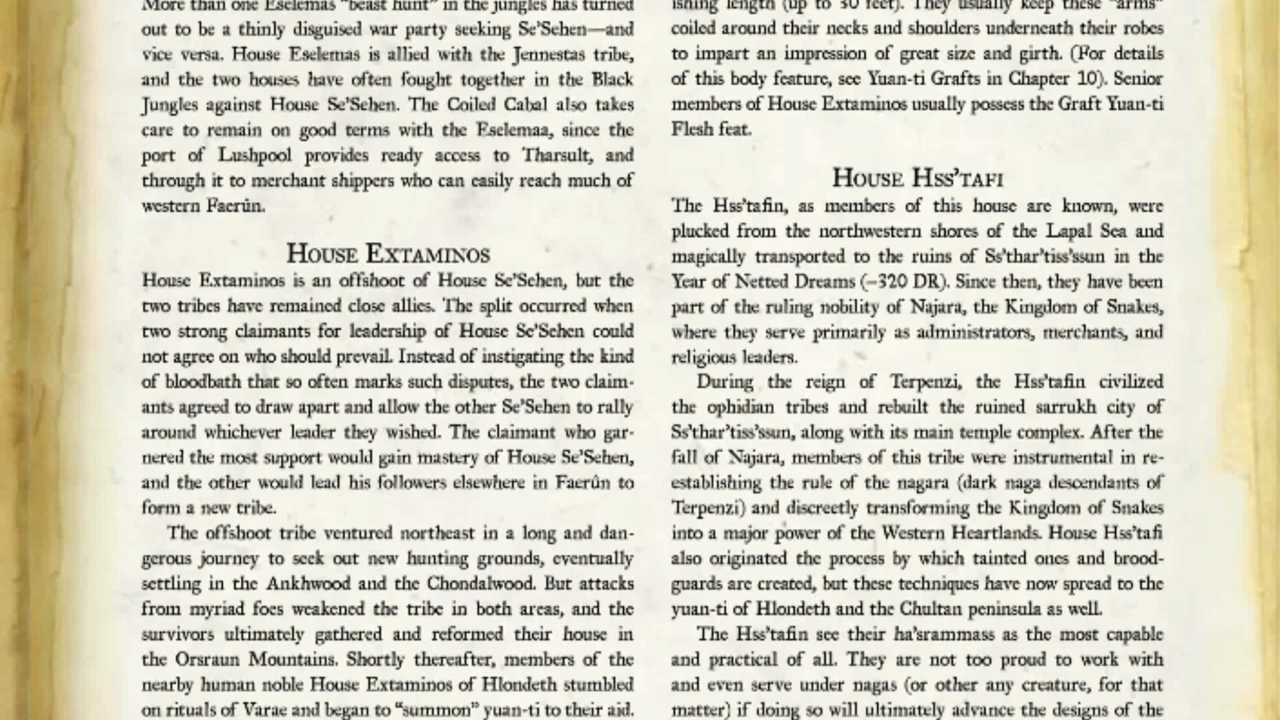 More than one Eselemas "beast hunt" in the jungles has turned
out to be a thinly disguised war party seeking Se'Sehen—and
vice versa. House Eselemas is allied with the Jennestas tribe,
and the two houses have often fought together in the Black
Jungles against House Se'Sehen. The Coiled Cabal also takes
care to remain on good terms with the Eselemaa, since the
port of Lushpool provides ready access to Tharsult, and
through it to merchant shippers who can easily reach much of
western Faerûn.
HOUSE EXTAMINOS
House Extaminos is an offshoot of House Se'Sehen, but the
two tribes have remained close allies. The split occurred when
two strong claimants for leadership of House Se'Sehen could
not agree on who should prevail. Instead of instigating the kind
of bloodbath that so often marks such disputes, the two claim-
ants agreed to draw apart and allow the other Se'Sehen to rally
around whichever leader they wished. The claimant who gar-
nered the most support would gain mastery of House Se'Sehen,
and the other would lead his followers elsewhere in Faerûn to
form a new tribe.
The offshoot tribe ventured northeast in a long and dan-
gerous journey to seek out new hunting grounds, eventually
settling in the Ankhwood and the Chondalwood. But attacks
from myriad foes weakened the tribe in both areas, and the
survivors ultimately gathered and reformed their house in
the Orsraun Mountains. Shortly thereafter, members of the
nearby human noble House Extaminos of Hlondeth stumbled
on rituals of Varae and began to "summon" yuan-ti to their aid.
ishing length (up to 30 feet). They usually keep these "arms"
coiled around their necks and shoulders underneath their robes
to impart an impression of great size and girth. (For details
of this body feature, see Yuan-ti Grafts in Chapter 10). Senior
members of House Extaminos usually possess the Graft Yuan-ti
Flesh feat.
HOUSE HSS'TAFI
The Hss'tafin, as members of this house are known, were
plucked from the northwestern shores of the Lapal Sea and
magically transported to the ruins of Ss'thar'tiss'ssun in the
Year of Netted Dreams (–320 DR). Since then, they have been
part of the ruling nobility of Najara, the Kingdom of Snakes,
where they serve primarily as administrators, merchants, and
religious leaders.
During the reign of Terpenzi, the Hss'tafin civilized
the ophidian tribes and rebuilt the ruined sarrukh city of
Ss'thar'tiss'ssun, along with its main temple complex. After the
fall of Najara, members of this tribe were instrumental in re-
establishing the rule of the nagara (dark naga descendants of
Terpenzi) and discreetly transforming the Kingdom of Snakes
into a major power of the Western Heartlands. House Hss'tafi
also originated the process by which tainted ones and brood-
guards are created, but these techniques have now spread to the
yuan-ti of Hlondeth and the Chultan peninsula as well.
The Hss'tafin see their ha'srammass as the most capable
and practical of all. They are not too proud to work with
and even serve under nagas (or other any creature, for that
matter) if doing so will ultimately advance the designs of the